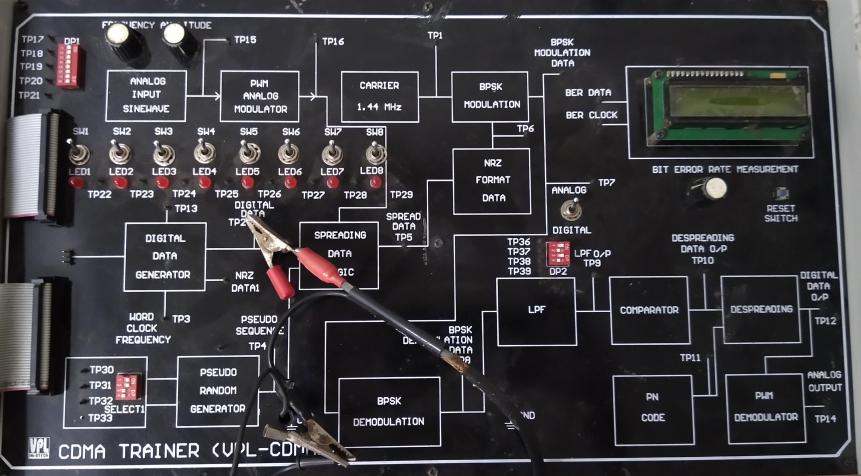 FREQUENCY AMPLITUDE
TP17
DP1
TP18
TP19
TP20
TP21
TP15
TP16
TP1
BPSK
MODULATION
DATA
ANALOG
INPUT
SINEWAVE
PWM
ANALOG
MODULATOR
CARRIER
1.44 MHz
BPSK
MODULATION
BER DATA
BER CLOCK
TP6
BIT ERROR RATE MEASUREMENT
SW1 SW2 SW3 SW4 SW5 SW6 SW7 SW8
LED1 LED2 LED3 LED4 LED5 LED6 LED7 LED8
TP22 TP23 TP24 TP25 TP26 TP27 TP28 TP29
NRZ
FORMAT
DATA
TP7
ANALOG
DIGITAL
RESET
SWITCH
TP13
DIGITAL
DATA
DIGITAL
DATA
GENERATOR
SPREADING
DATA
SPREAD
DATA
TP5
NRZ
DATA1
TP36
TP37
TP38
TP39
DP2
LPF O/P
TP9
DESPREADING
DATA O/P
TP10
DIGITAL
DATA
O/P
TP12
WORD
CLOCK
FREQUENCY
TP3
PSEUDO
SEQUENCE
TP4
BPSK
DATA
LPF
COMPARATOR
DESPREADING
TP11
TP30
TP31
TP32
TP33
SELECT1
PSEUDO
RANDOM
GENERATOR
BPSK
DEMODULATION
PN
CODE
PWM
DEMODULATOR
ANALOG
OUTPUT
TP14
VPL
CDMA TRAINER (VPL-CDM